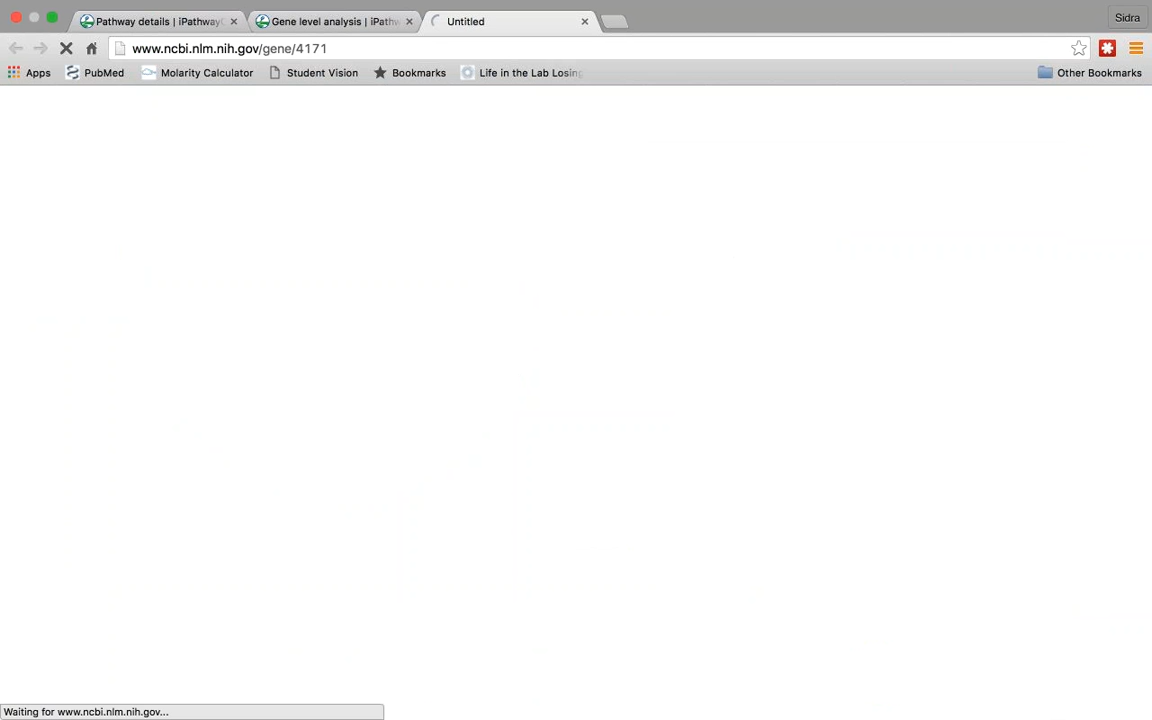 Pathway details | iPathway
Gene level analysis | iPathw
Untitled
Sidra
www.ncbi.nlm.nih.gov/gene/4171
Apps PubMed Molarity Calculator Student Vision Bookmarks Life in the Lab Losing Other Bookmarks
Waiting for www.ncbi.nlm.nih.gov...